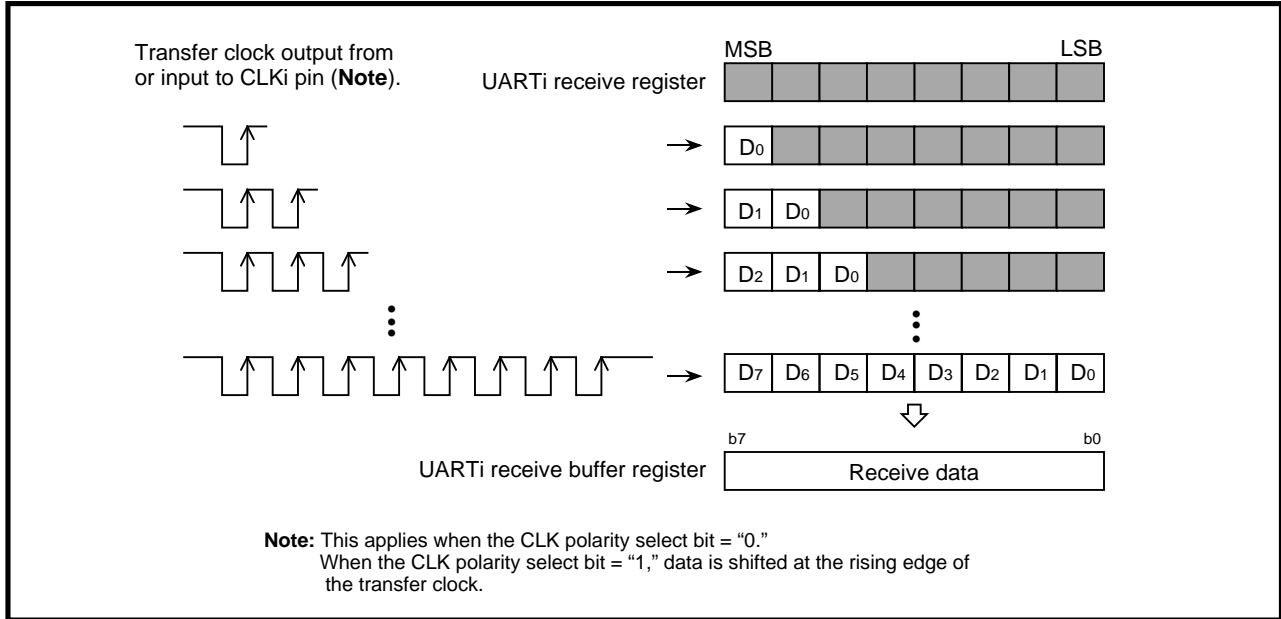 Transfer clock output from
or input to CLKi pin (Note).
MSB LSB
UARTi receive register
D0
D1 D0
D2 D1 D0
D7 D6 D5 D4 D3 D2 D1 D0
b7 b0
UARTi receive buffer register Receive data
Note: This applies when the CLK polarity select bit = “0.”
When the CLK polarity select bit = “1,” data is shifted at the rising edge of
the transfer clock.